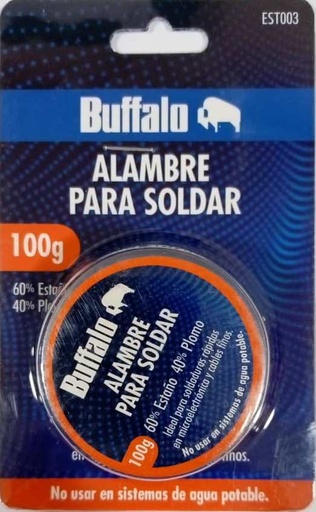 EST003
Buffalo
ALAMBRE
PARA SOLDAR
100g
60% Estaño
40% Plomo
Buffalo
ALAMBRE
PARA SOLDAR
100g
60% Estaño 40% Plomo
Ideal para soldaduras rápidas
en microelectrónica y cables finos.
No usar en sistemas de agua potable.
en
finos.
No usar en sistemas de agua potable.